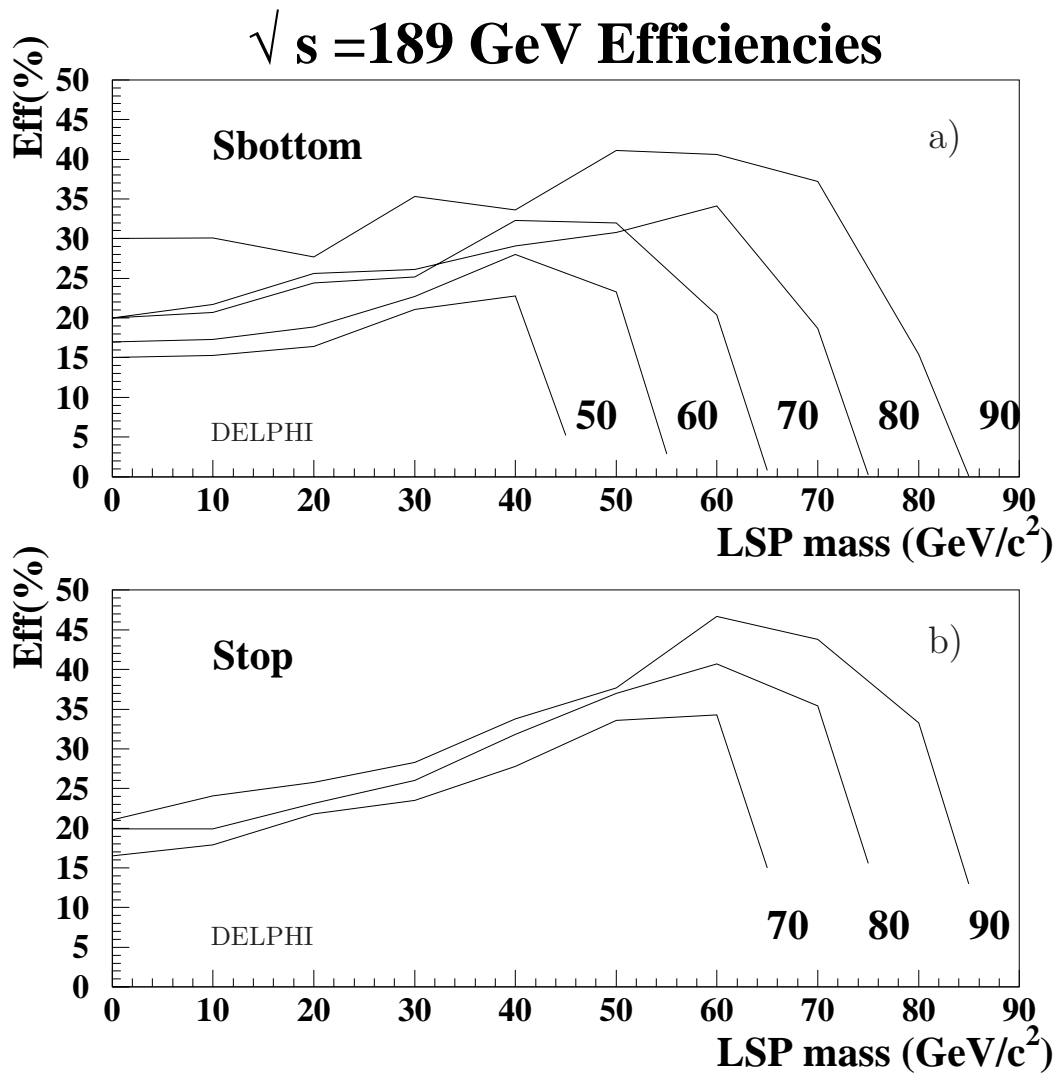 √ s =189 GeV Efficiencies
Eff(%)
50
45
40
35
30
25
20
15
10
5
0
Sbottom
a)
DELPHI
50 60 70 80 90
0 10 20 30 40 50 60 70 80 90
LSP mass (GeV/c²)
Eff(%)
50
45
40
35
30
25
20
15
10
5
0
Stop
b)
DELPHI
70 80 90
0 10 20 30 40 50 60 70 80 90
LSP mass (GeV/c²)